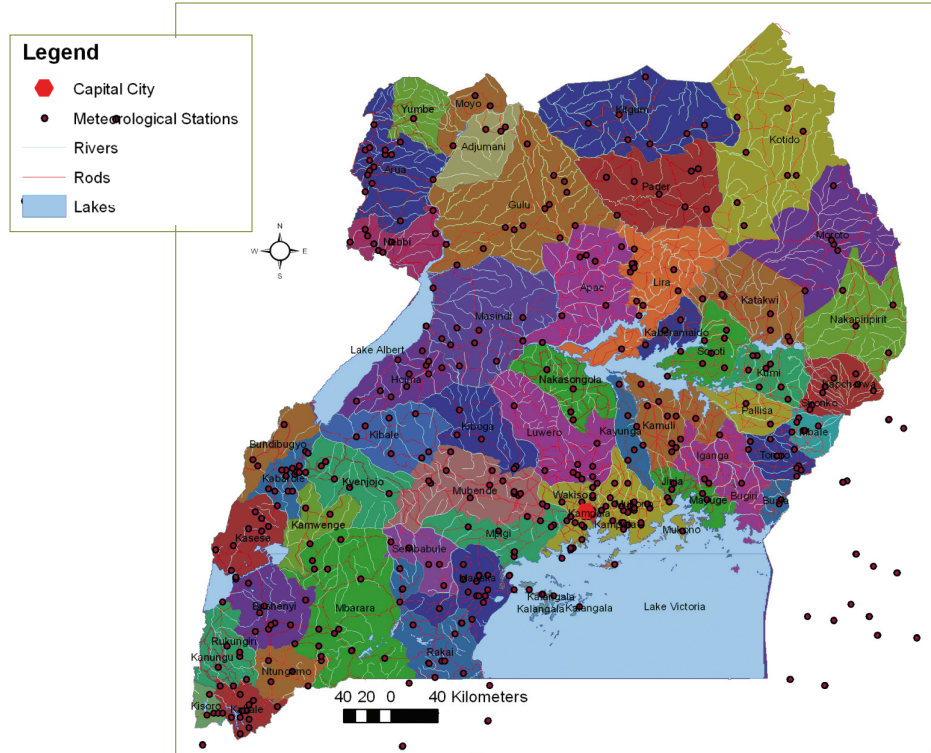 Legend
Capital City
Meteorological Stations
Rivers
Rods
Lakes
N
W E
S
Yumbe
Moyo
Kitgum
Adjumani
Kotido
Arua
Pader
Gulu
Nebbi
Moroto
Apac
Lira
Katakwi
Masindi
Nakapiripirit
Kaberamaido
Lake Albert
Soroti
Hoima
Nakasongola
Kumi
Kapchorwa
Sironko
Pallisa
Bundibugyo
Kibale
Kiboga
Luwero
Kayunga
Kamuli
Mbale
Iganga
Tororo
Kabarole
Kyenjojo
Mubende
Wakiso
Jinja
Mayuge
Bugiri
Busia
Kampala
Mukono
Kamwenge
Kampala
Mukono
Kasese
Mpigi
Sembabule
Masaka
Bushenyi
Mbarara
Kalangala
Kalangala
Kalangala
Lake Victoria
Rukungiri
Kanungu
Rakai
Ntungamo
Kisoro
Kabale
40 20 0 40 Kilometers